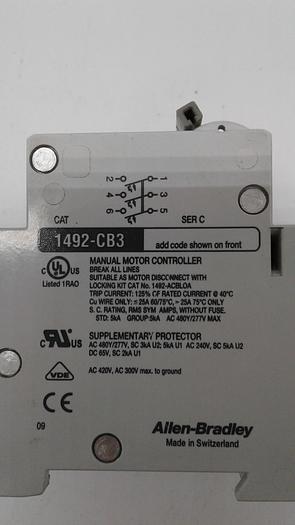 2 1
4 3
6 5
CAT SER C
1492-CB3 add code shown on front
C UL US
Listed 1RAO
MANUAL MOTOR CONTROLLER
BREAK ALL LINES
SUITABLE AS MOTOR DISCONNECT WITH
LOCKING KIT CAT No. 1492-ACBLOA
TRIP CURRENT: 125% OF RATED CURRENT @ 40°C
Cu WIRE ONLY: ≤ 25A 60/75°C, > 25A 75°C ONLY
S. C. RATING, RMS SYM. AMPS, WITHOUT FUSE.
STD: 5kA GROUP:5kA AC 480Y/277V MAX
SUPPLEMENTARY PROTECTOR
AC 480Y/277V, SC 3kA U2; 5kA U1 AC 240V, SC 5kA U2
DC 65V, SC 2kA U1
C US
VDE
AC 420V, AC 300V max. to ground
CE
09
Allen-Bradley
Made in Switzerland